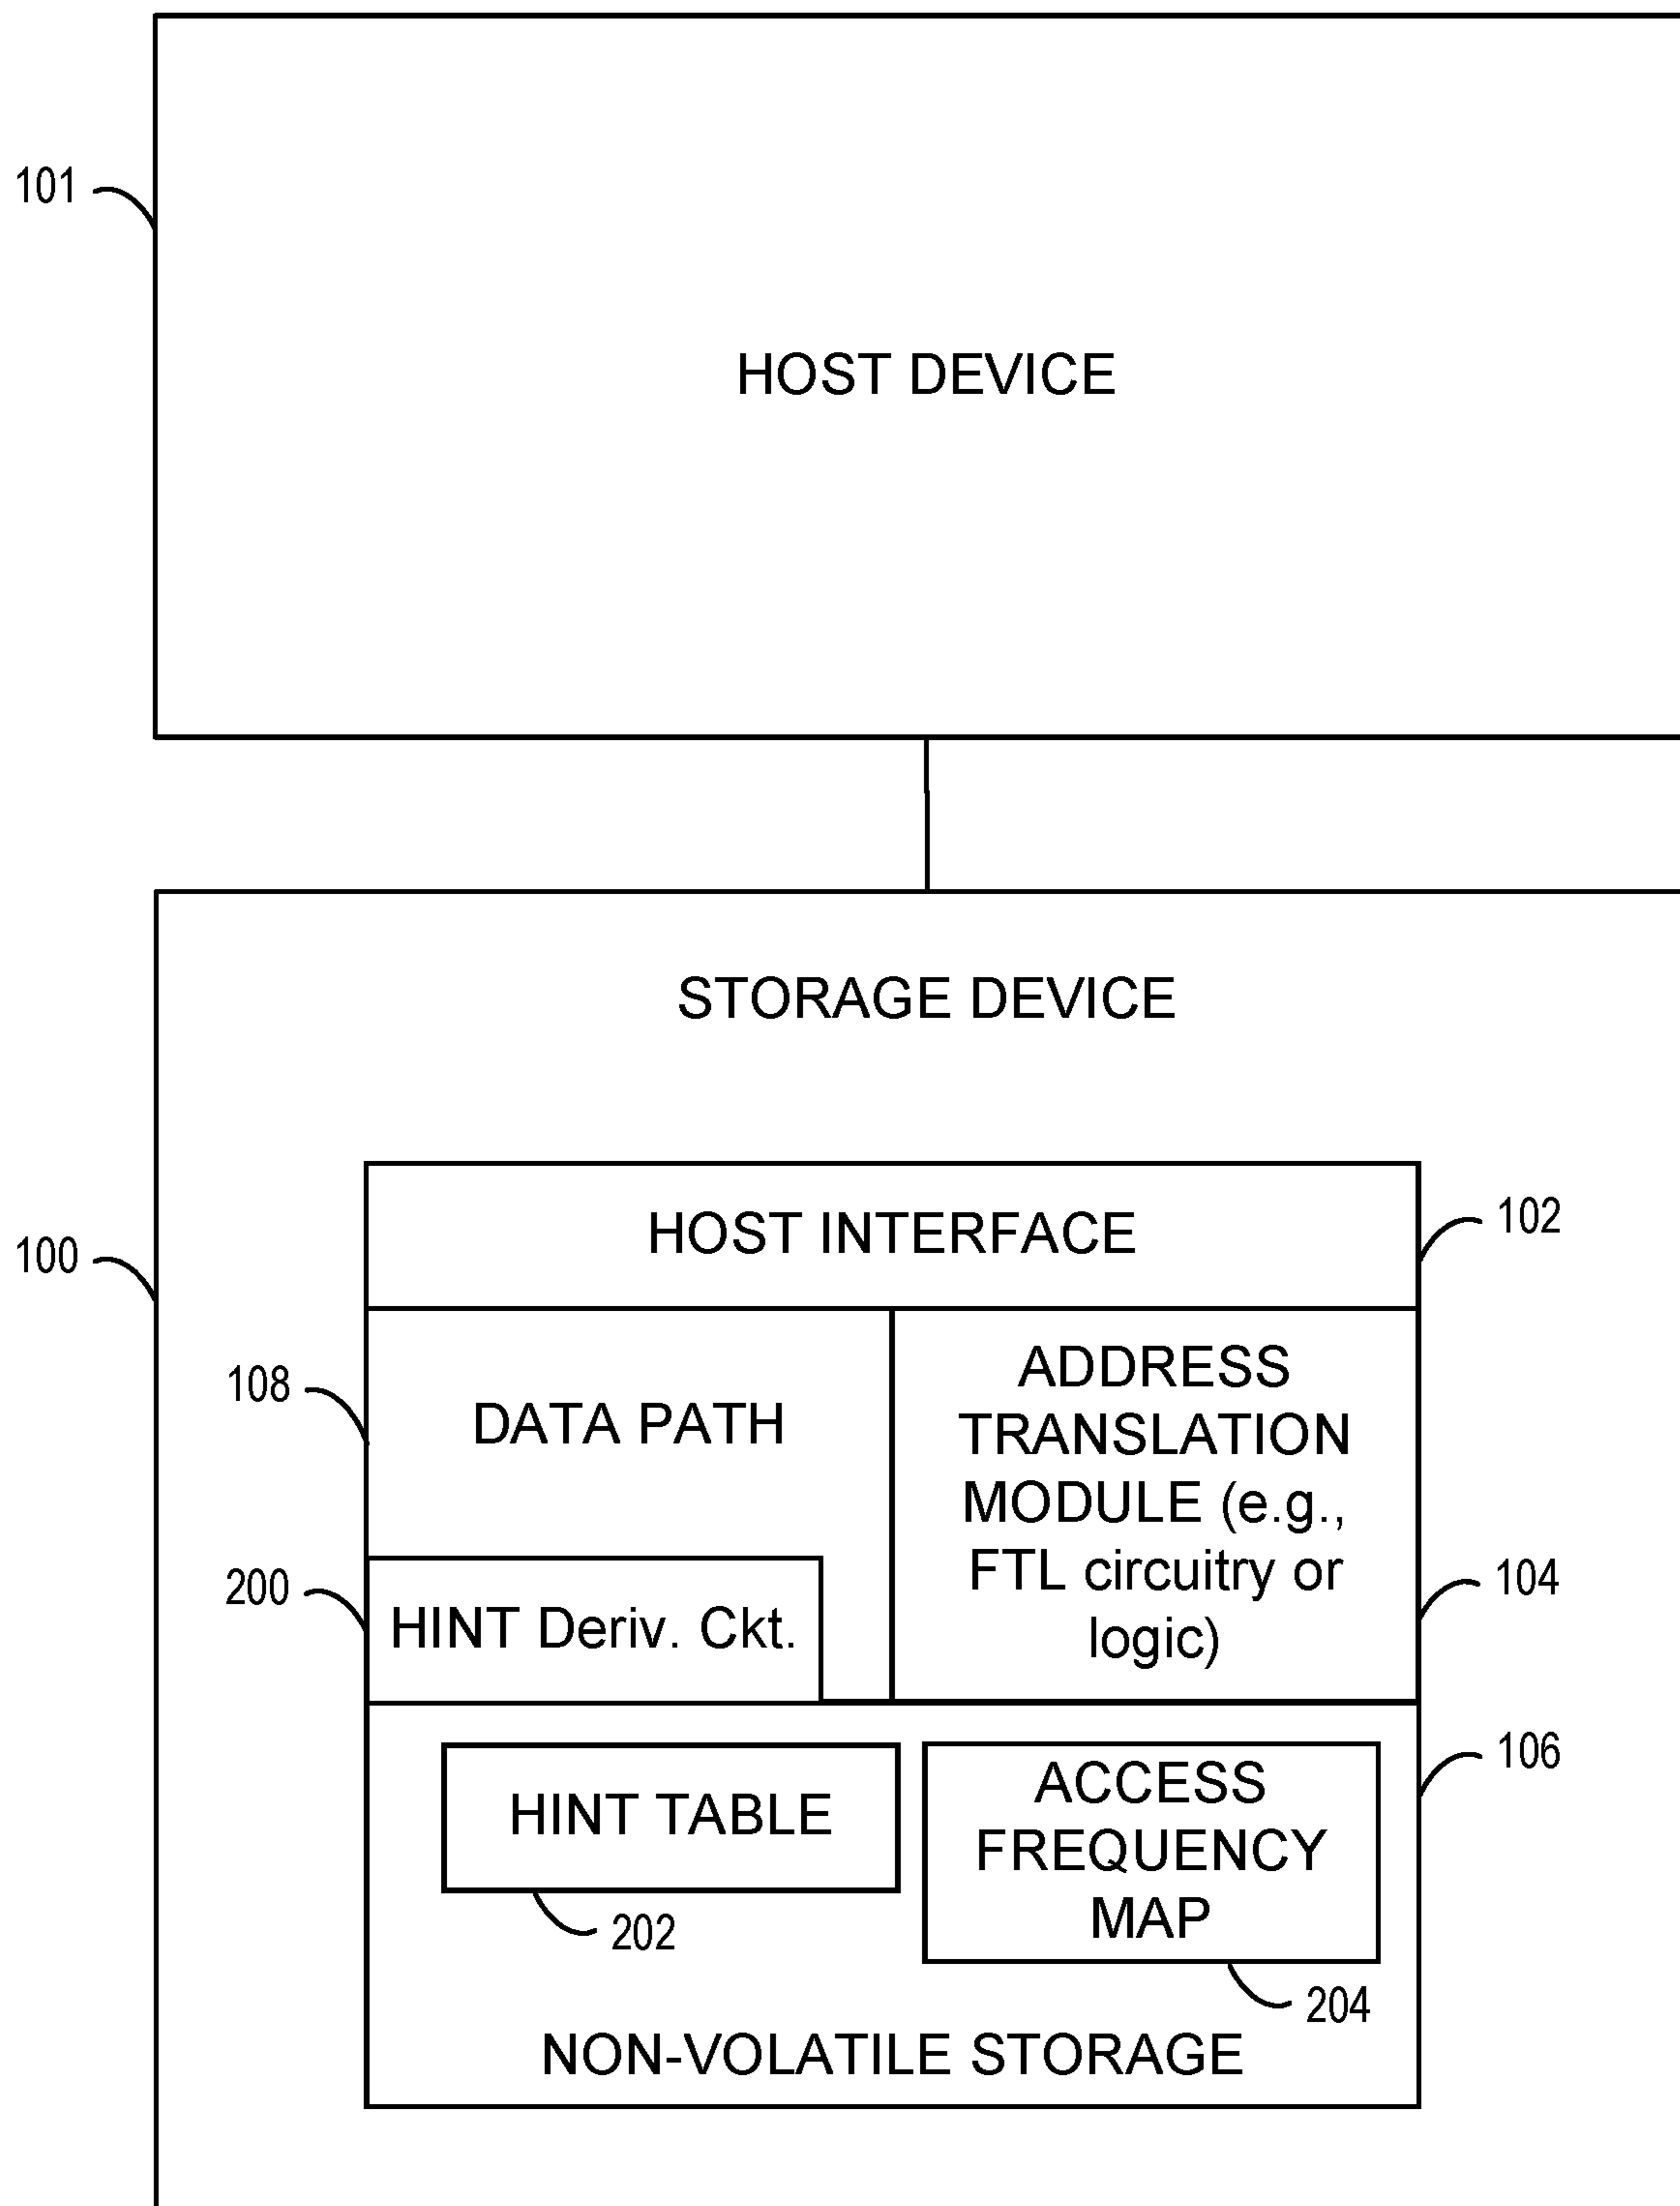 101
HOST DEVICE
STORAGE DEVICE
100
HOST INTERFACE
102
108
DATA PATH
ADDRESS
TRANSLATION
MODULE (e.g.,
FTL circuitry or
logic)
104
200
HINT Deriv. Ckt.
HINT TABLE
202
ACCESS
FREQUENCY
MAP
106
204
NON-VOLATILE STORAGE